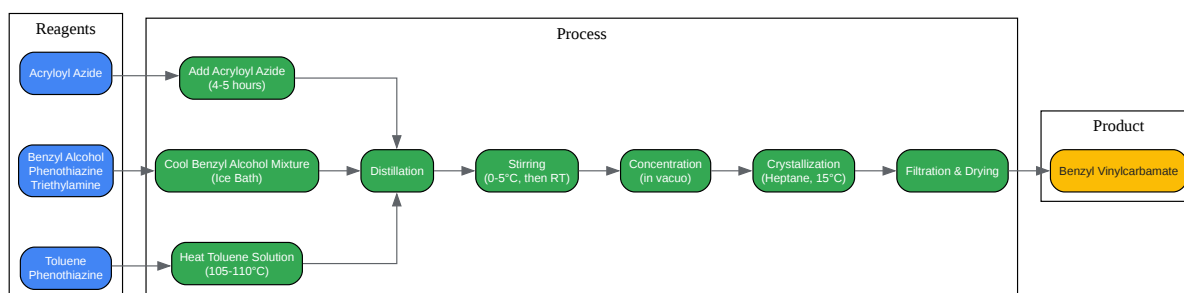 Reagents
Acryloyl Azide
Benzyl Alcohol
Phenothiazine
Triethylamine
Toluene
Phenothiazine
Process
Add Acryloyl Azide
(4-5 hours)
Cool Benzyl Alcohol Mixture
(Ice Bath)
Heat Toluene Solution
(105-110°C)
Distillation
Stirring
(0-5°C, then RT)
Concentration
(in vacuo)
Crystallization
(Heptane, 15°C)
Filtration & Drying
Product
Benzyl Vinylcarbamate